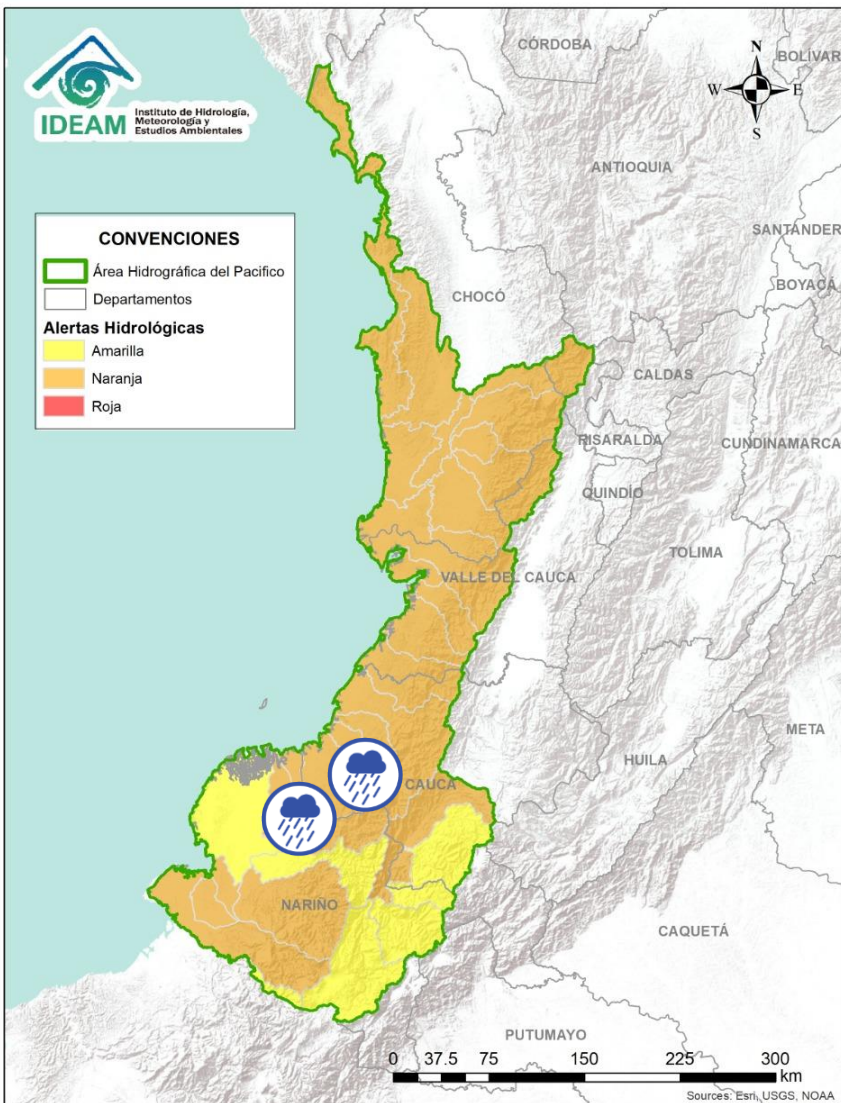 IDEAM
Instituto de Hidrología,
Meteorología y
Estudios Ambientales
CÓRDOBA
BOLÍVAR
N
W
E
S
ANTIOQUIA
SANTANDER
BOYACÁ
CONVENCIONES
Área Hidrográfica del Pacifico
Departamentos
Alertas Hidrológicas
Amarilla
Naranja
Roja
CHOCÓ
CALDAS
RISARALDA
CUNDINAMARCA
QUINDÍO
TOLIMA
VALLE DEL CAUCA
META
HUILA
CAUCA
NARIÑO
CAQUETÁ
PUTUMAYO
0 37.5 75 150 225 300
km
Sources: Esri, USGS, NOAA